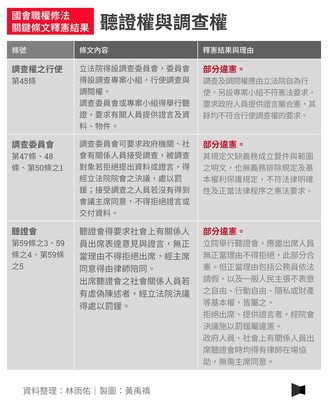 國會職權修法
關鍵條文釋憲結果
聽證權與調查權
條號
條文內容
釋憲結果與理由
調查權之行使
第45條
立法院得設調查委員會，委員會
得設調查專案小組，行使調查與
調閱權。
調查委員會或專案小組得舉行聽
證，要求有關人員提供證言及資
料、物件。
部分違憲。
調查及調閱權應由立法院自為行
使，另設專案小組不符憲法要求。
要求政府人員提供證言屬合憲，其
餘均不符合行使調查權的要求。
調查委員會
第47條、48
條、第50條之1
調查委員會可要求政府機關、社
會有關係人員接受調查，被調查
對象若拒絕提出資料或證言，得
經立法院院會之決議，處以罰
鍰；接受調查之人員若沒有得到
會議主席同意，不得拒絕證言或
交付資料。
部分違憲。
其規定欠缺義務成立要件與範圍
之明文，也無義務排除規定及基
本權利保護規定，不符法律明確
性及正當法律程序之憲法要求。
聽證會
第59條之3、59
條之4、第59條
之5
聽證會得要求社會上有關係人
員出席表達意見與證言，無正
當理由不得拒絕出席，經主席
同意得由律師陪同。
出席聽證會之社會關係人員若
有虛偽陳述者，經立法院決議
得處以罰鍰。
部分違憲。
立法院舉行聽證會，應邀出席人員
無正當理由不得拒絕，此部分合
憲。但正當理由包括公務員依法
請假，以及一般人民主張不表意
之自由、行動自由、隱私或財產
等基本權，皆屬之。
拒絕出席、提供證言者，經院會
決議施以罰鍰屬違憲。
政府人員、社會上有關係人員出
席聽證會時均得有律師在場協
助，無需主席同意。
資料整理：林雨佑｜製圖：黃禹禛